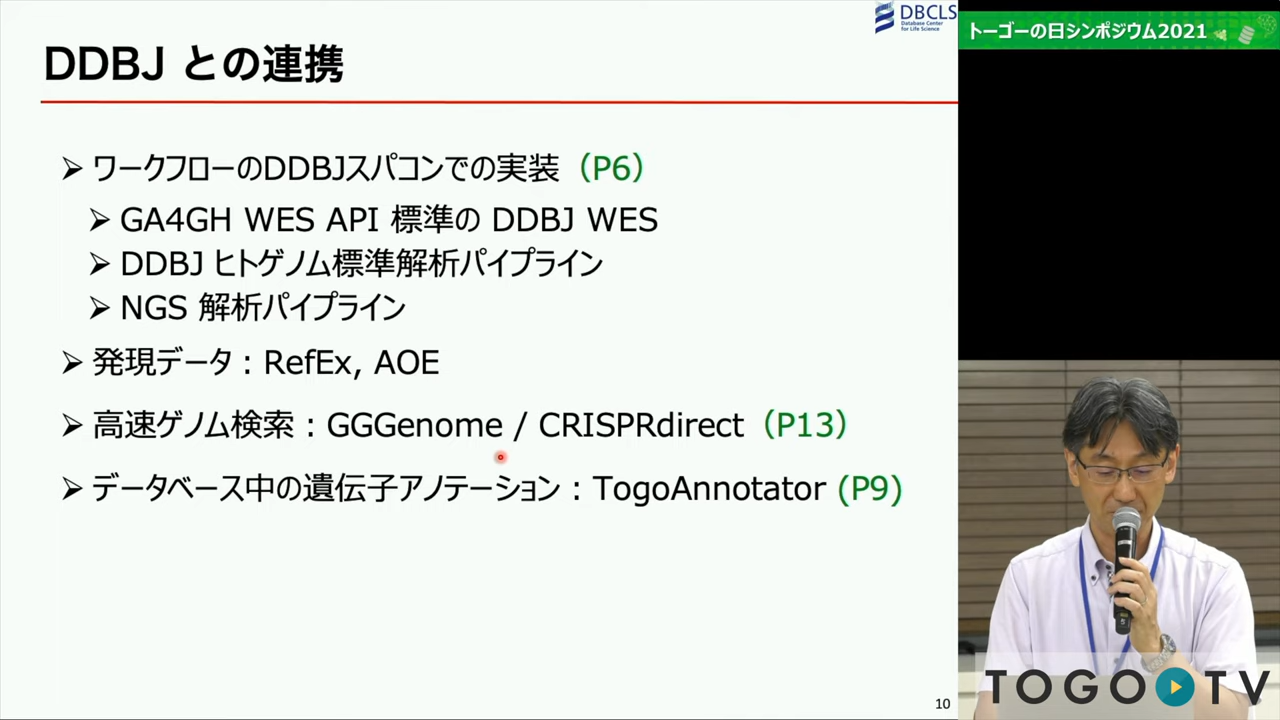 DBCLS
Database Center
for Life Science
トーゴーの日シンポジウム2021
DDBJ との連携
➢ ワークフローのDDBJスパコンでの実装（P6）
➢ GA4GH WES API 標準の DDBJ WES
➢ DDBJ ヒトゲノム標準解析パイプライン
➢ NGS 解析パイプライン
➢ 発現データ：RefEx, AOE
➢ 高速ゲノム検索：GGGenome / CRISPRdirect（P13）
➢ データベース中の遺伝子アノテーション：TogoAnnotator (P9)
10
TOGO TV